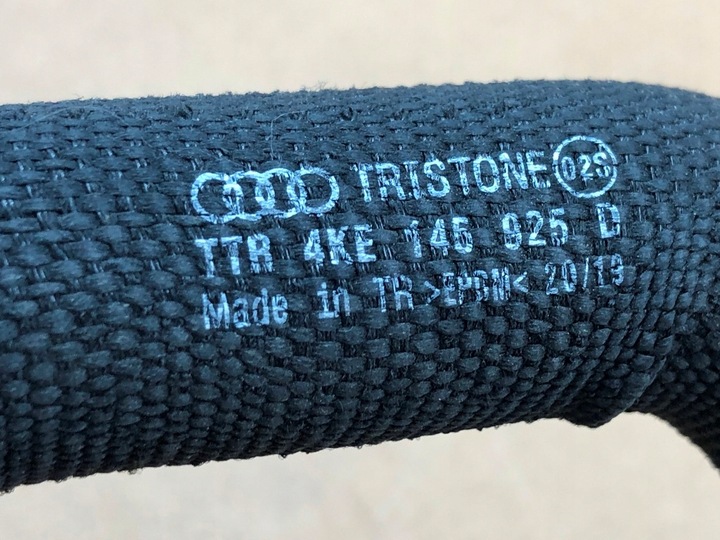 TRISTONE 02S
TTR 4KE 145 925 D
Made in TR >EPDM< 20/19